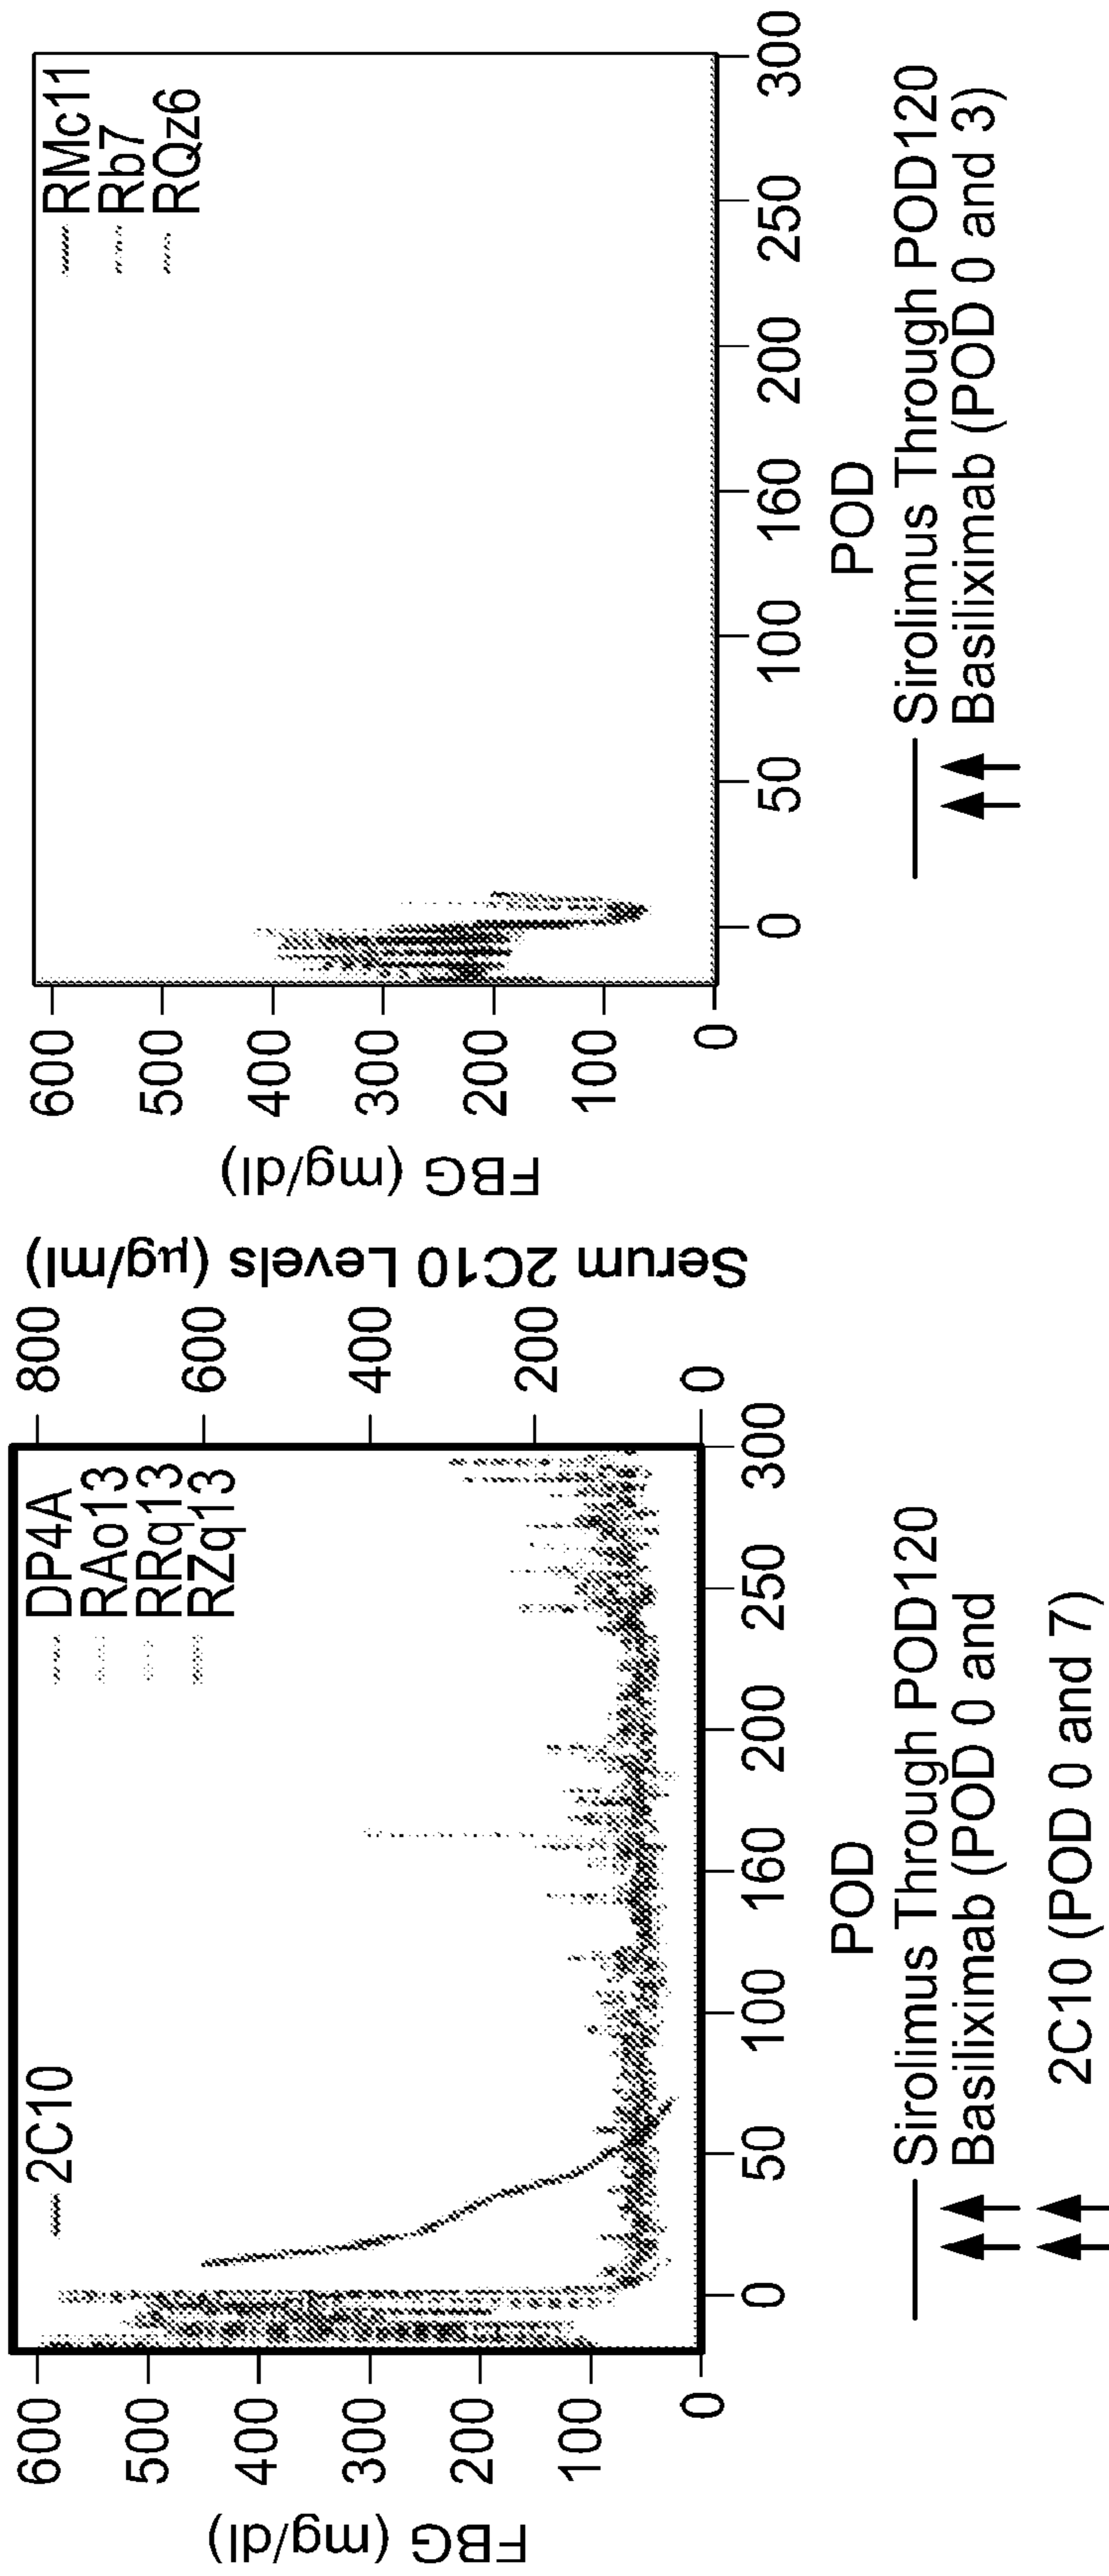 2C10
DP4A
RAo13
RRq13
RZq13
FBG (mg/dl)
600
500
400
300
200
100
0
Serum 2C10 Levels (μg/ml)
800
600
400
200
0
0
50
100
160
200
250
300
POD
Sirolimus Through POD120
Basiliximab (POD 0 and
2C10 (POD 0 and 7)
RMc11
Rb7
RQz6
FBG (mg/dl)
600
500
400
300
200
100
0
0
50
100
160
200
250
300
POD
Sirolimus Through POD120
Basiliximab (POD 0 and 3)